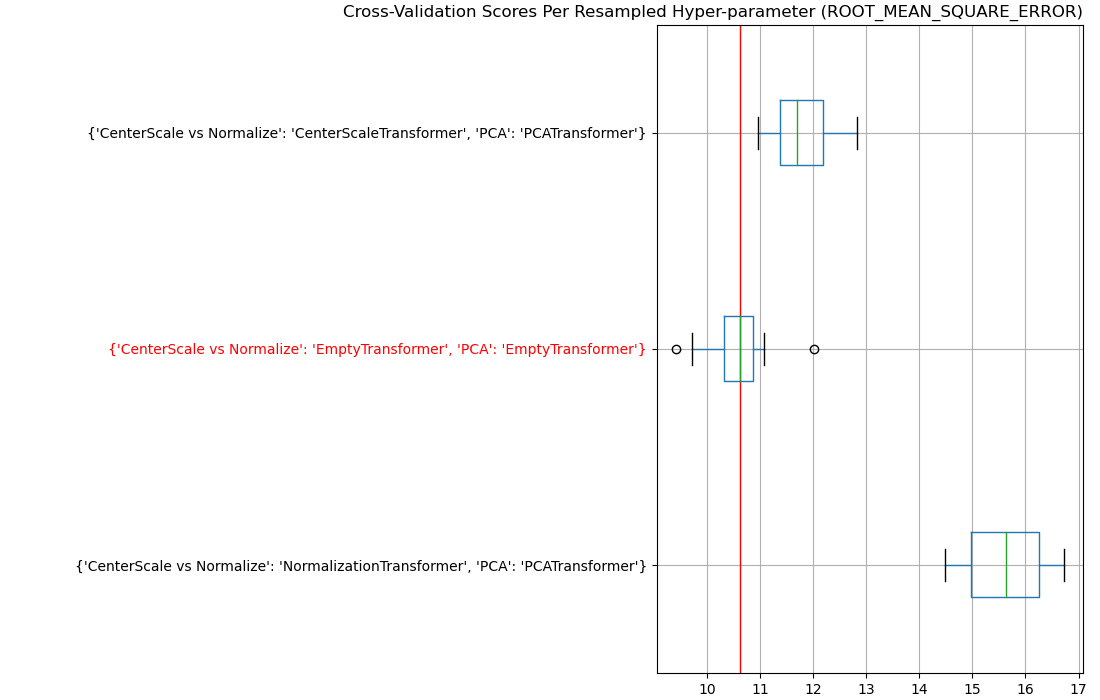 Cross-Validation Scores Per Resampled Hyper-parameter (ROOT_MEAN_SQUARE_ERROR)
{'CenterScale vs Normalize': 'CenterScaleTransformer', 'PCA': 'PCATransformer'}
{'CenterScale vs Normalize': 'EmptyTransformer', 'PCA': 'EmptyTransformer'}
{'CenterScale vs Normalize': 'NormalizationTransformer', 'PCA': 'PCATransformer'}
10 11 12 13 14 15 16 17